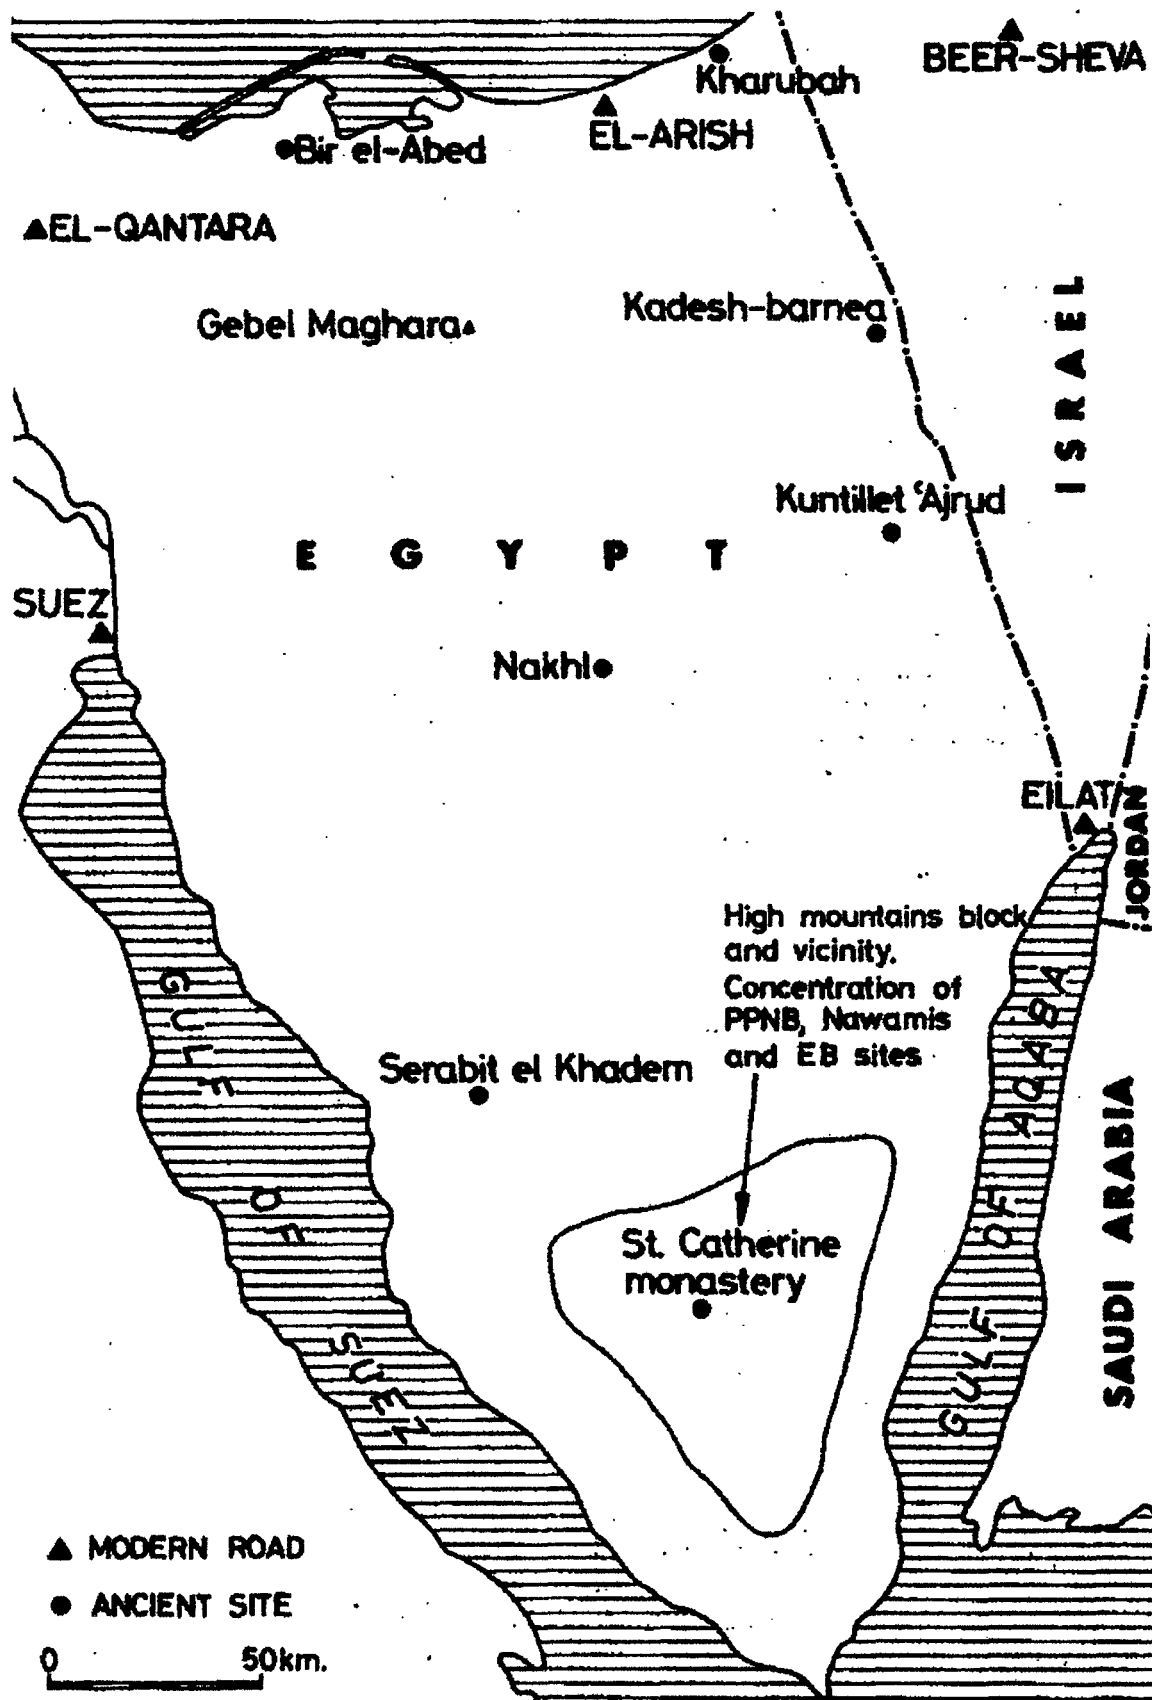 BEER-SHEVA
Kharubah
EL-ARISH
Bir el-Abed
EL-QANTARA
Gebel Maghara
Kadesh-barnea
ISRAEL
Kuntillet ʿAjrud
EGYPT
SUEZ
Nakhl
EILAT
JORDAN
High mountains block
and vicinity.
Concentration of
PPNB, Nawamis
and EB sites
GULF OF SUEZ
GULF OF AQABA
Serabit el Khadem
SAUDI ARABIA
St. Catherine
monastery
MODERN ROAD
ANCIENT SITE
0 50km.